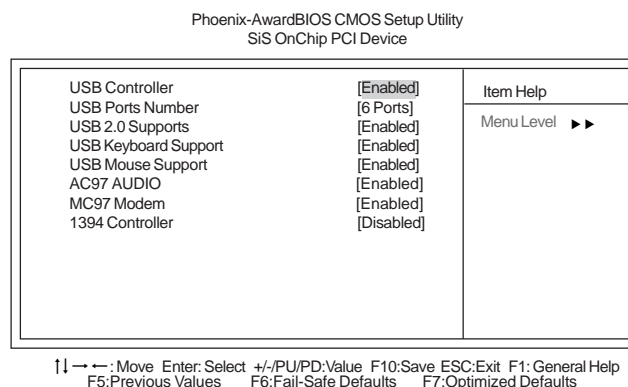 Phoenix-AwardBIOS CMOS Setup Utility
SiS OnChip PCI Device
USB Controller [Enabled]
USB Ports Number [6 Ports]
USB 2.0 Supports [Enabled]
USB Keyboard Support [Enabled]
USB Mouse Support [Enabled]
AC97 AUDIO [Enabled]
MC97 Modem [Enabled]
1394 Controller [Disabled]
Item Help
Menu Level ►►
↑↓→←: Move Enter: Select +/-/PU/PD:Value F10:Save ESC:Exit F1: General Help
F5:Previous Values F6:Fail-Safe Defaults F7:Optimized Defaults